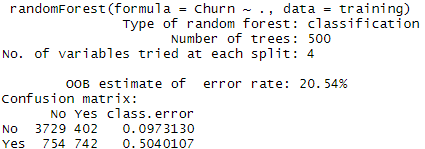 randomForest(formula = Churn ~ ., data = training)
Type of random forest: classification
Number of trees: 500
No. of variables tried at each split: 4
OOB estimate of  error rate: 20.54%
Confusion matrix:
No Yes class.error
No  3729 402   0.0973130
Yes  754 742   0.5040107